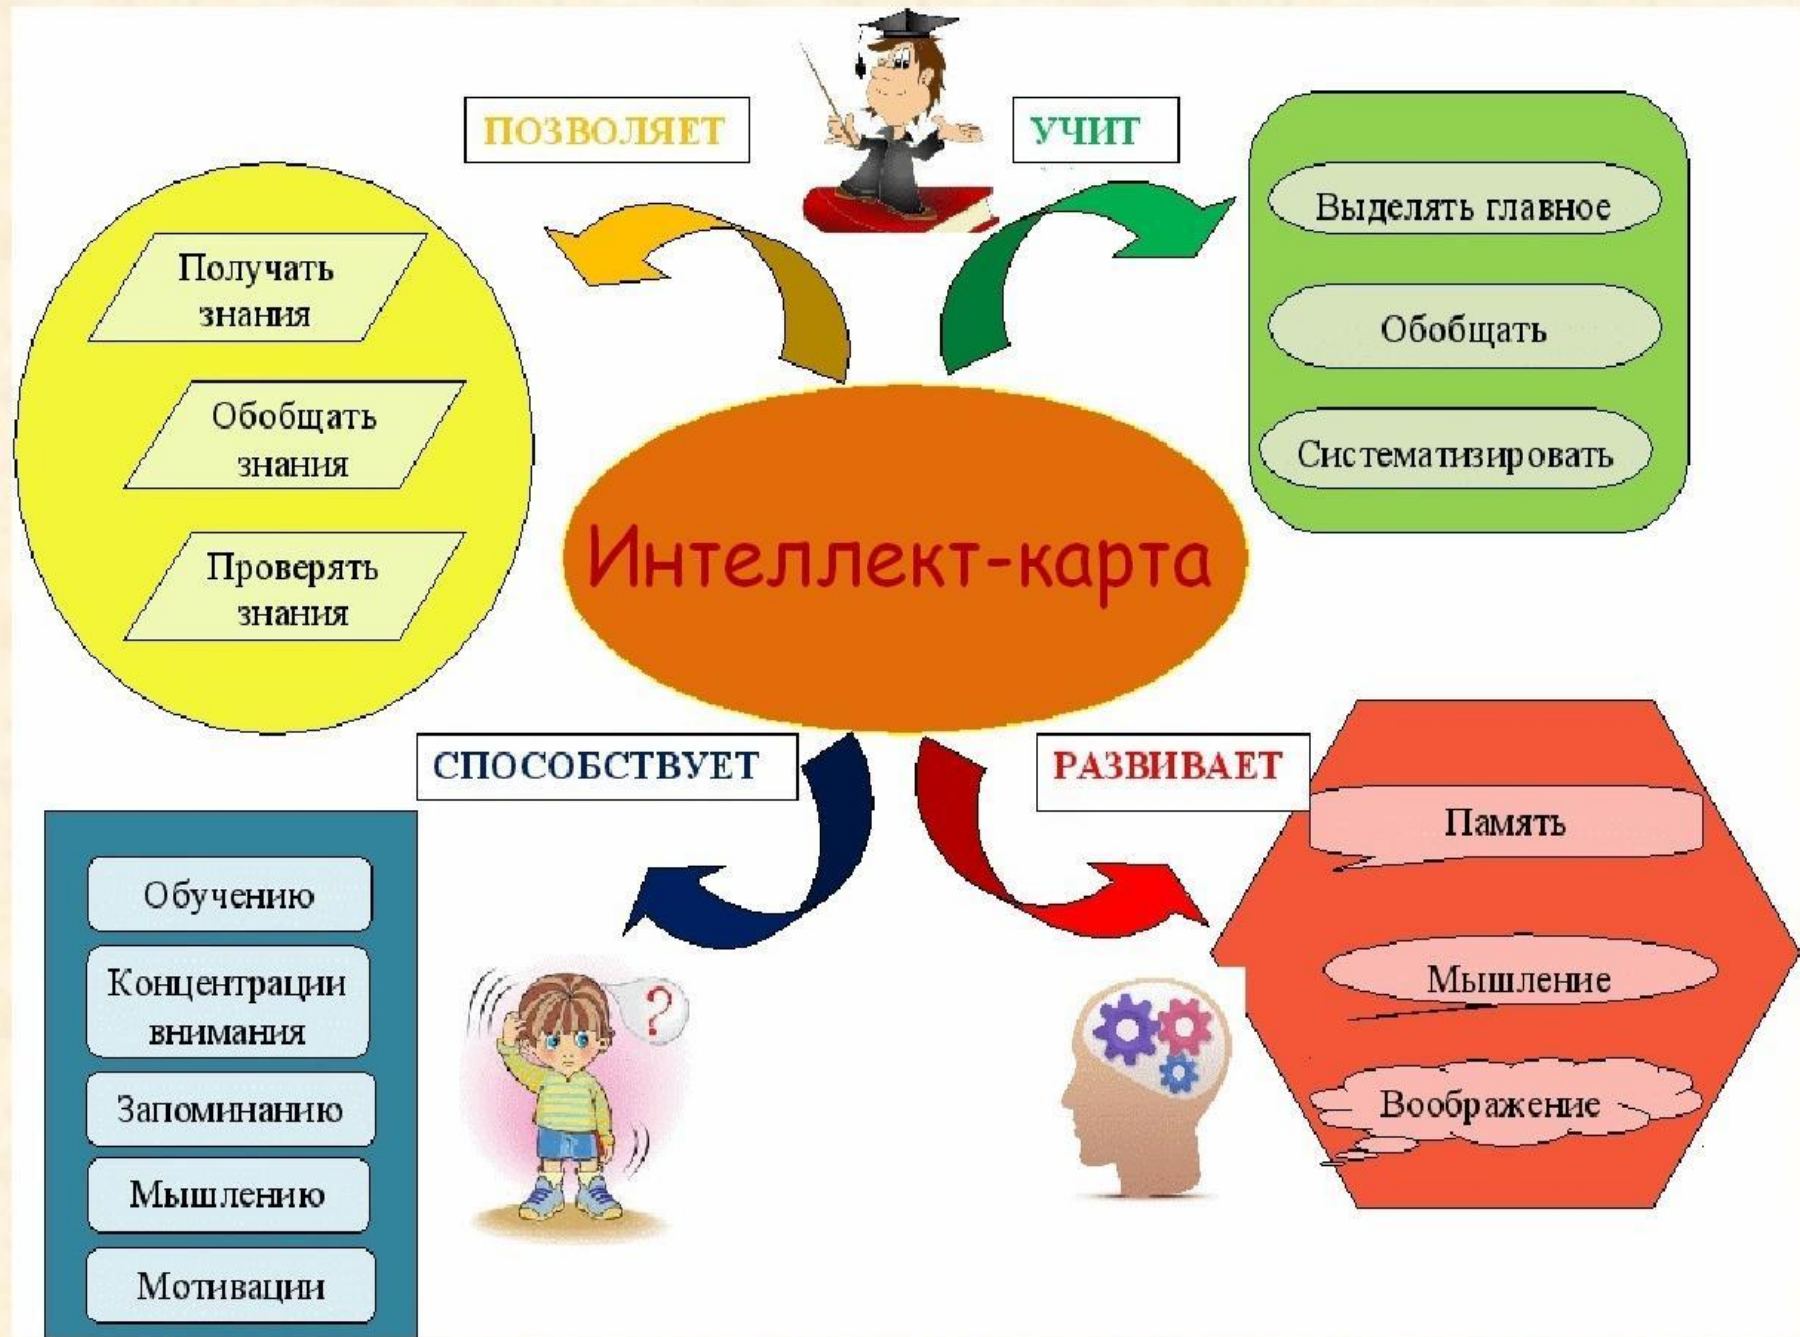 ПОЗВОЛЯЕТ
Получать
знания
Обобщать
знания
Проверять
знания
УЧИТ
Выделять главное
Обобщать
Систематизировать
Интеллект-карта
СПОСОБСТВУЕТ
Обучению
Концентрации
внимания
Запоминанию
Мышлению
Мотивации
?
РАЗВИВАЕТ
Память
Мышление
Воображение